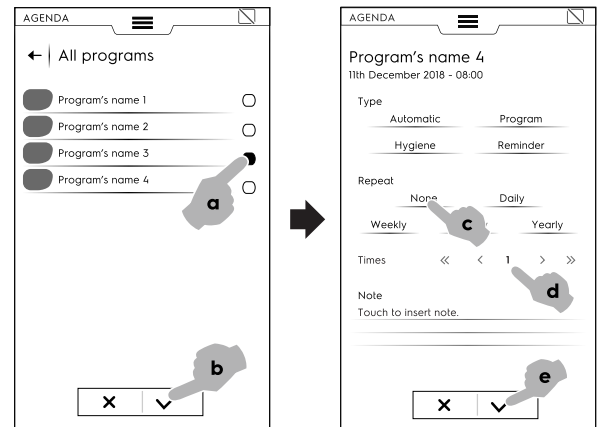 AGENDA
All programs
Program's name 1
Program's name 2
Program's name 3
Program's name 4
a
b
AGENDA
Program's name 4
11th December 2018 - 08:00
Type
Automatic Program
Hygiene Reminder
Repeat
None Daily
c
Weekly Yearly
Times 1
d
Note
Touch to insert note.
e